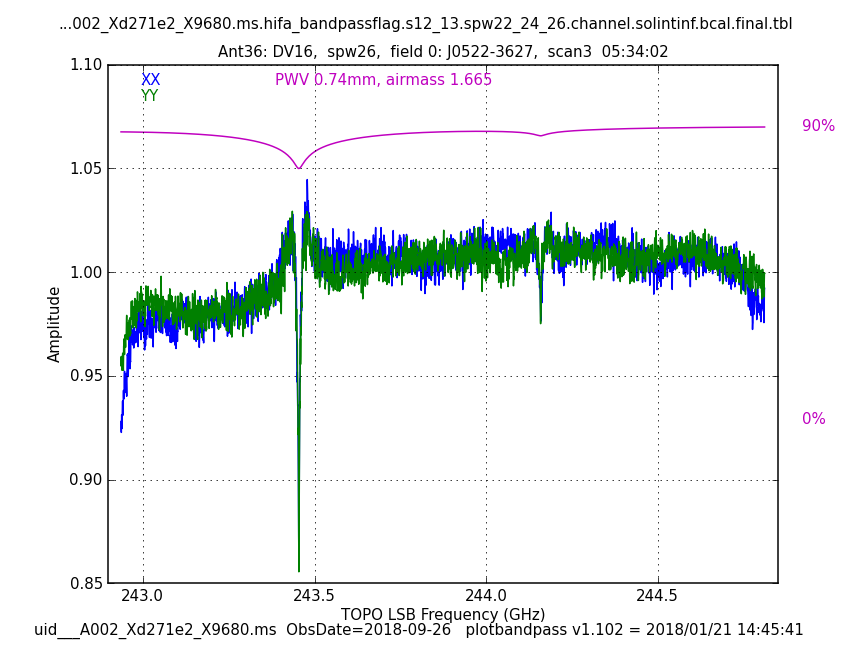 ...002_Xd271e2_X9680.ms.hifa_bandpassflag.s12_13.spw22_24_26.channel.solintinf.bcal.final.tbl
Ant36: DV16,  spw26,  field 0: J0522-3627,  scan3  05:34:02
1.10
XX
PWV 0.74mm, airmass 1.665
YY
90%
1.05
1.00
Amplitude
0.95
0%
0.90
0.85
243.0 243.5 244.0 244.5
TOPO LSB Frequency (GHz)
uid___A002_Xd271e2_X9680.ms  ObsDate=2018-09-26   plotbandpass v1.102 = 2018/01/21 14:45:41